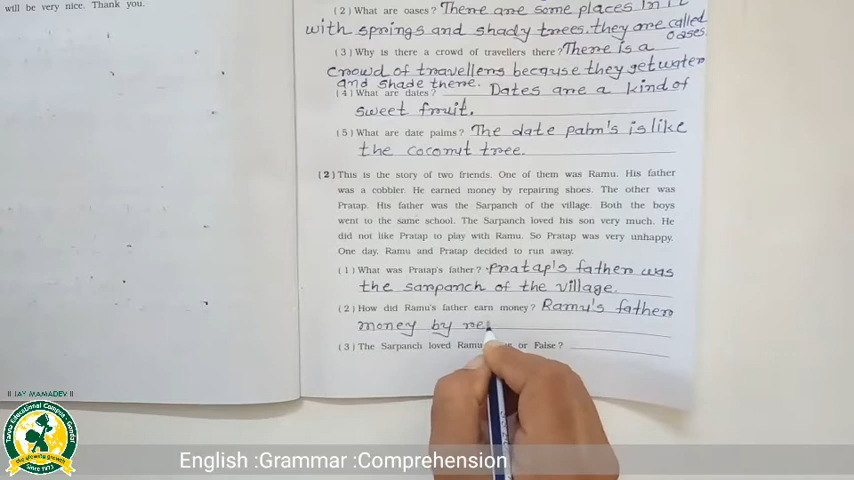 will be very nice. Thank you.
(2) What are oases? There are some places in it
with springs and shady trees. they are called
oases.
(3) Why is there a crowd of travellers there? There is a
crowd of travellers because they get water
and shade there.
(4) What are dates? Dates are a kind of
sweet fruit.
(5) What are date palms? The date palm's is like
the coconut tree.
(2) This is the story of two friends. One of them was Ramu. His father
was a cobbler. He earned money by repairing shoes. The other was
Pratap. His father was the Sarpanch of the village. Both the boys
went to the same school. The Sarpanch loved his son very much. He
did not like Pratap to play with Ramu. So Pratap was very unhappy.
One day, Ramu and Pratap decided to run away.
(1) What was Pratap's father? Pratap's father was
the sarpanch of the village.
(2) How did Ramu's father earn money? Ramu's father
money by re
(3) The Sarpanch loved Ramu or False?
|| JAY MAMADEV ||
the glowing growth
Since 1973
English :Grammar :Comprehension